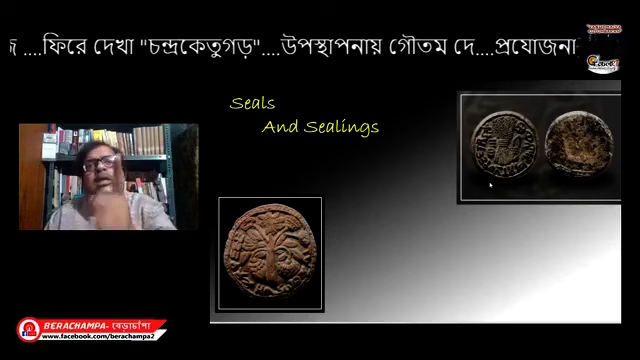 ....ফিরে দেখা "চন্দ্রকেতুগড়"....উপস্থাপনায় গৌতম দে....প্রযোজনা
Seals
And Sealings
BERACHAMPA- বেড়াচাঁপা
www.facebook.com/berachampa2